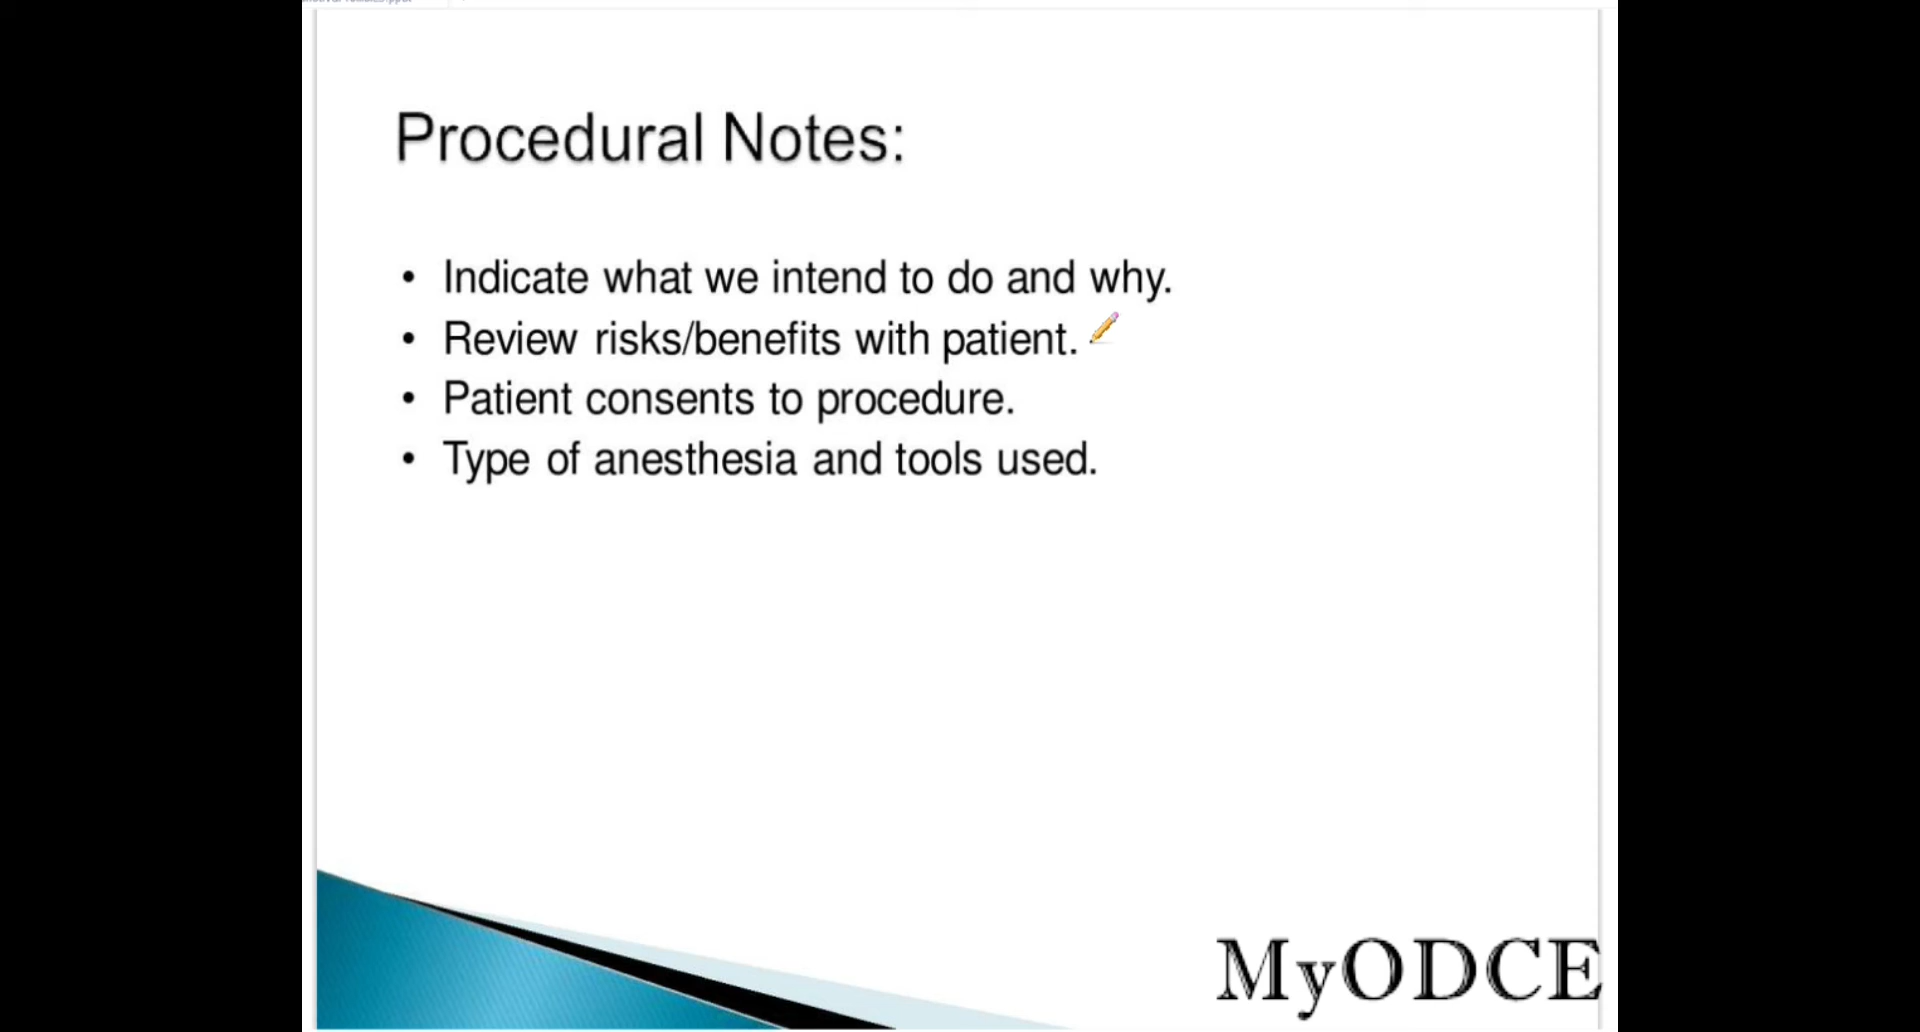 Procedural Notes:
• Indicate what we intend to do and why.
• Review risks/benefits with patient.
• Patient consents to procedure.
• Type of anesthesia and tools used.
MyODCE